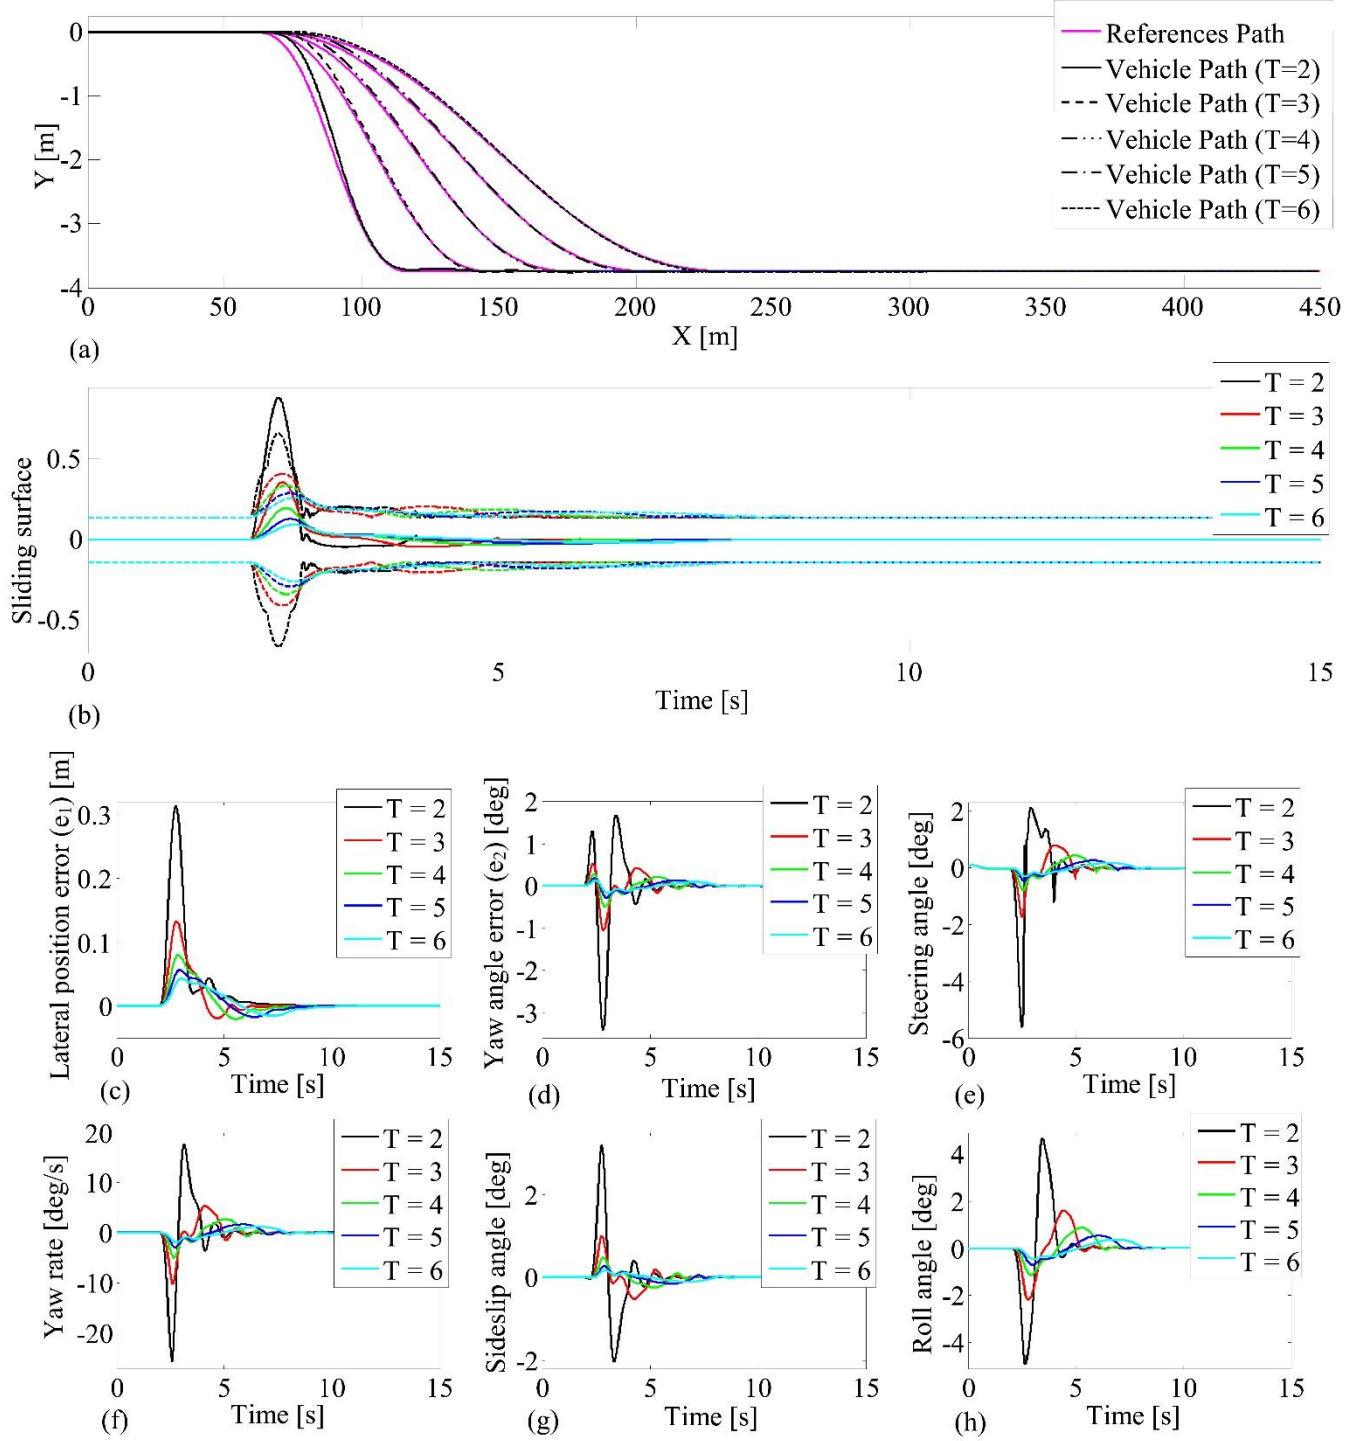 References Path
Vehicle Path (T=2)
Vehicle Path (T=3)
Vehicle Path (T=4)
Vehicle Path (T=5)
Vehicle Path (T=6)
Y [m]
0
-1
-2
-3
-4
0 50 100 150 200 250 300 350 400 450
X [m]
(a)
T = 2
T = 3
T = 4
T = 5
T = 6
Sliding surface
0.5
0
-0.5
0 5 10 15
Time [s]
(b)
Lateral position error (e1) [m]
0.3
0.2
0.1
0
T = 2
T = 3
T = 4
T = 5
T = 6
0 5 10 15
Time [s]
(c)
Yaw angle error (e2) [deg]
2
1
0
-1
-2
-3
T = 2
T = 3
T = 4
T = 5
T = 6
0 5 10 15
Time [s]
(d)
Steering angle [deg]
2
0
-2
-4
-6
T = 2
T = 3
T = 4
T = 5
T = 6
0 5 10 15
Time [s]
(e)
Yaw rate [deg/s]
20
10
0
-10
-20
T = 2
T = 3
T = 4
T = 5
T = 6
0 5 10 15
Time [s]
(f)
Sideslip angle [deg]
2
0
-2
T = 2
T = 3
T = 4
T = 5
T = 6
0 5 10 15
Time [s]
(g)
Roll angle [deg]
4
2
0
-2
-4
T = 2
T = 3
T = 4
T = 5
T = 6
0 5 10 15
Time [s]
(h)